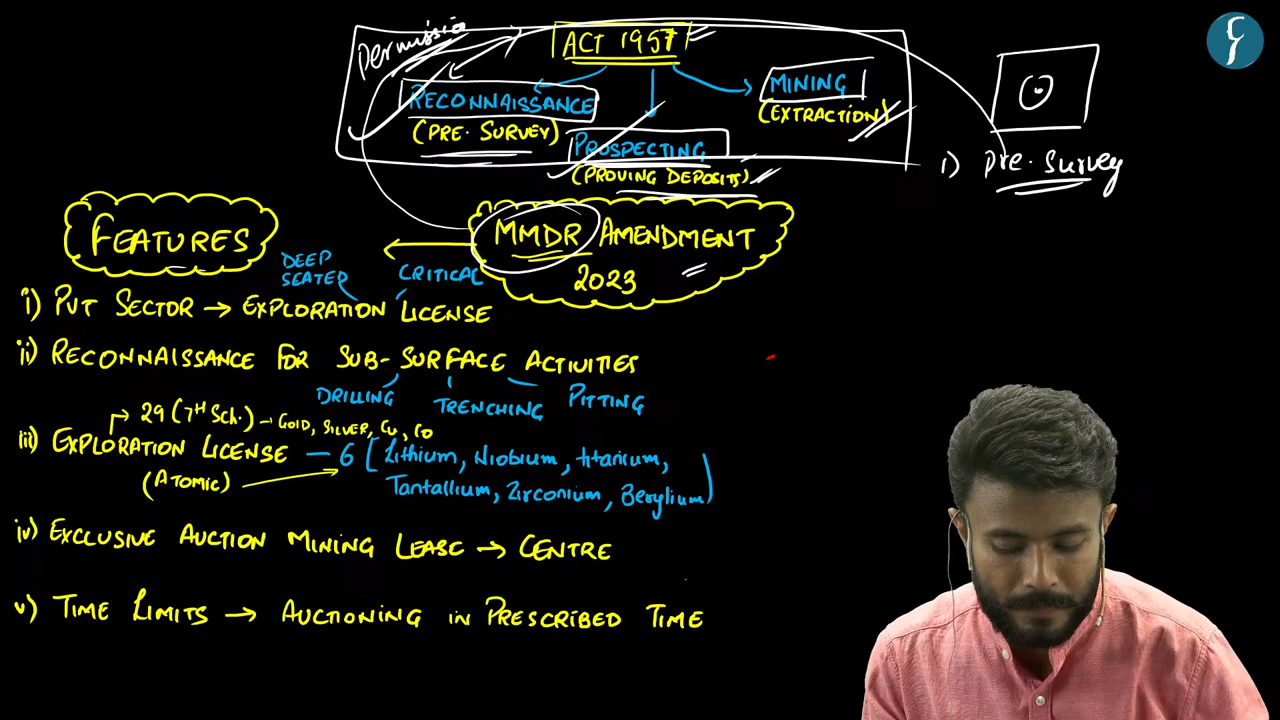 Permission
ACT 1957
RECONNAISSANCE
(PRE-SURVEY)
PROSPECTING
(PROVING DEPOSITS)
MINING
(EXTRACTION)
i) Pre-Survey
FEATURES
MMDR AMENDMENT
2023
DEEP
SEATER
CRITICAL
i) PVT SECTOR → EXPLORATION LICENSE
ii) RECONNAISSANCE FOR SUB-SURFACE ACTIVITIES
DRILLING TRENCHING PITTING
29 (7TH Sch.) - GOLD, SILVER, Cu, Co
iii) EXPLORATION LICENSE — 6 [Lithium, Niobium, titanium,
(ATOMIC) Tantallium, Zirconium, Berylium]
iv) EXCLUSIVE AUCTION MINING LEASE → CENTRE
v) TIME LIMITS → AUCTIONING IN PRESCRIBED TIME